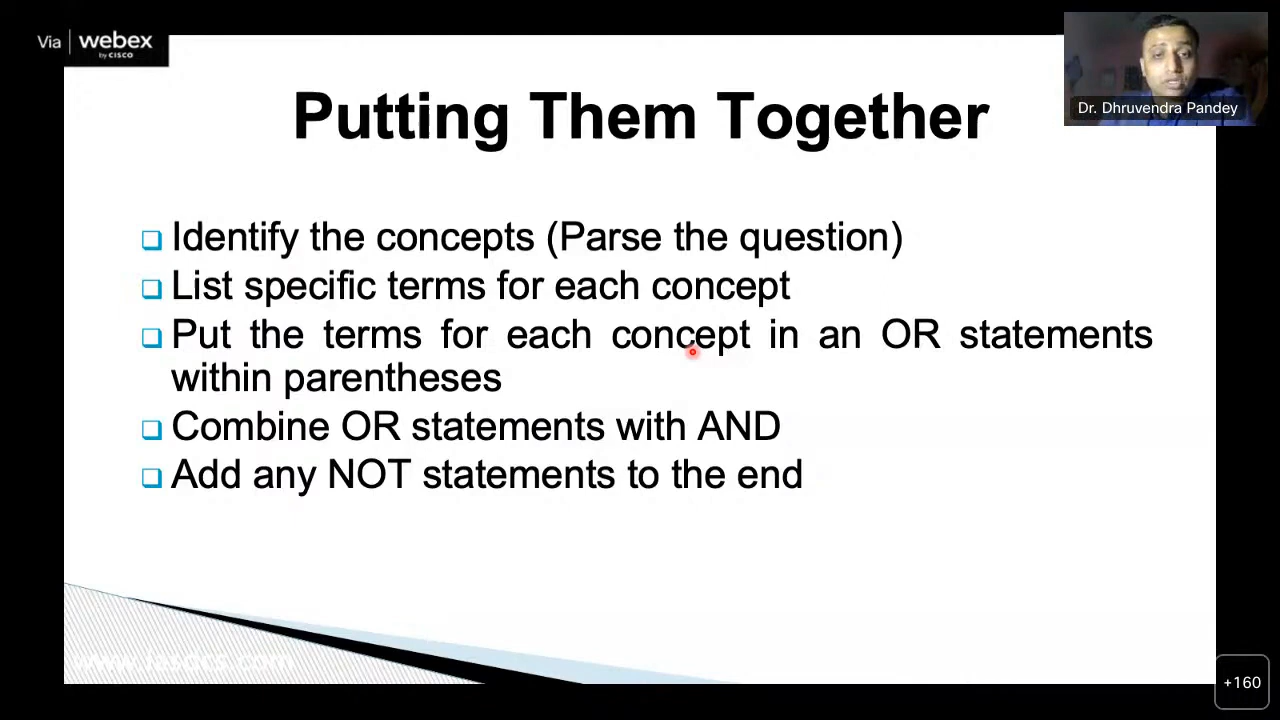 Via webex
by CISCO
Dr. Dhruvendra Pandey
Putting Them Together
Identify the concepts (Parse the question)
List specific terms for each concept
Put the terms for each concept in an OR statements
within parentheses
Combine OR statements with AND
Add any NOT statements to the end
+160